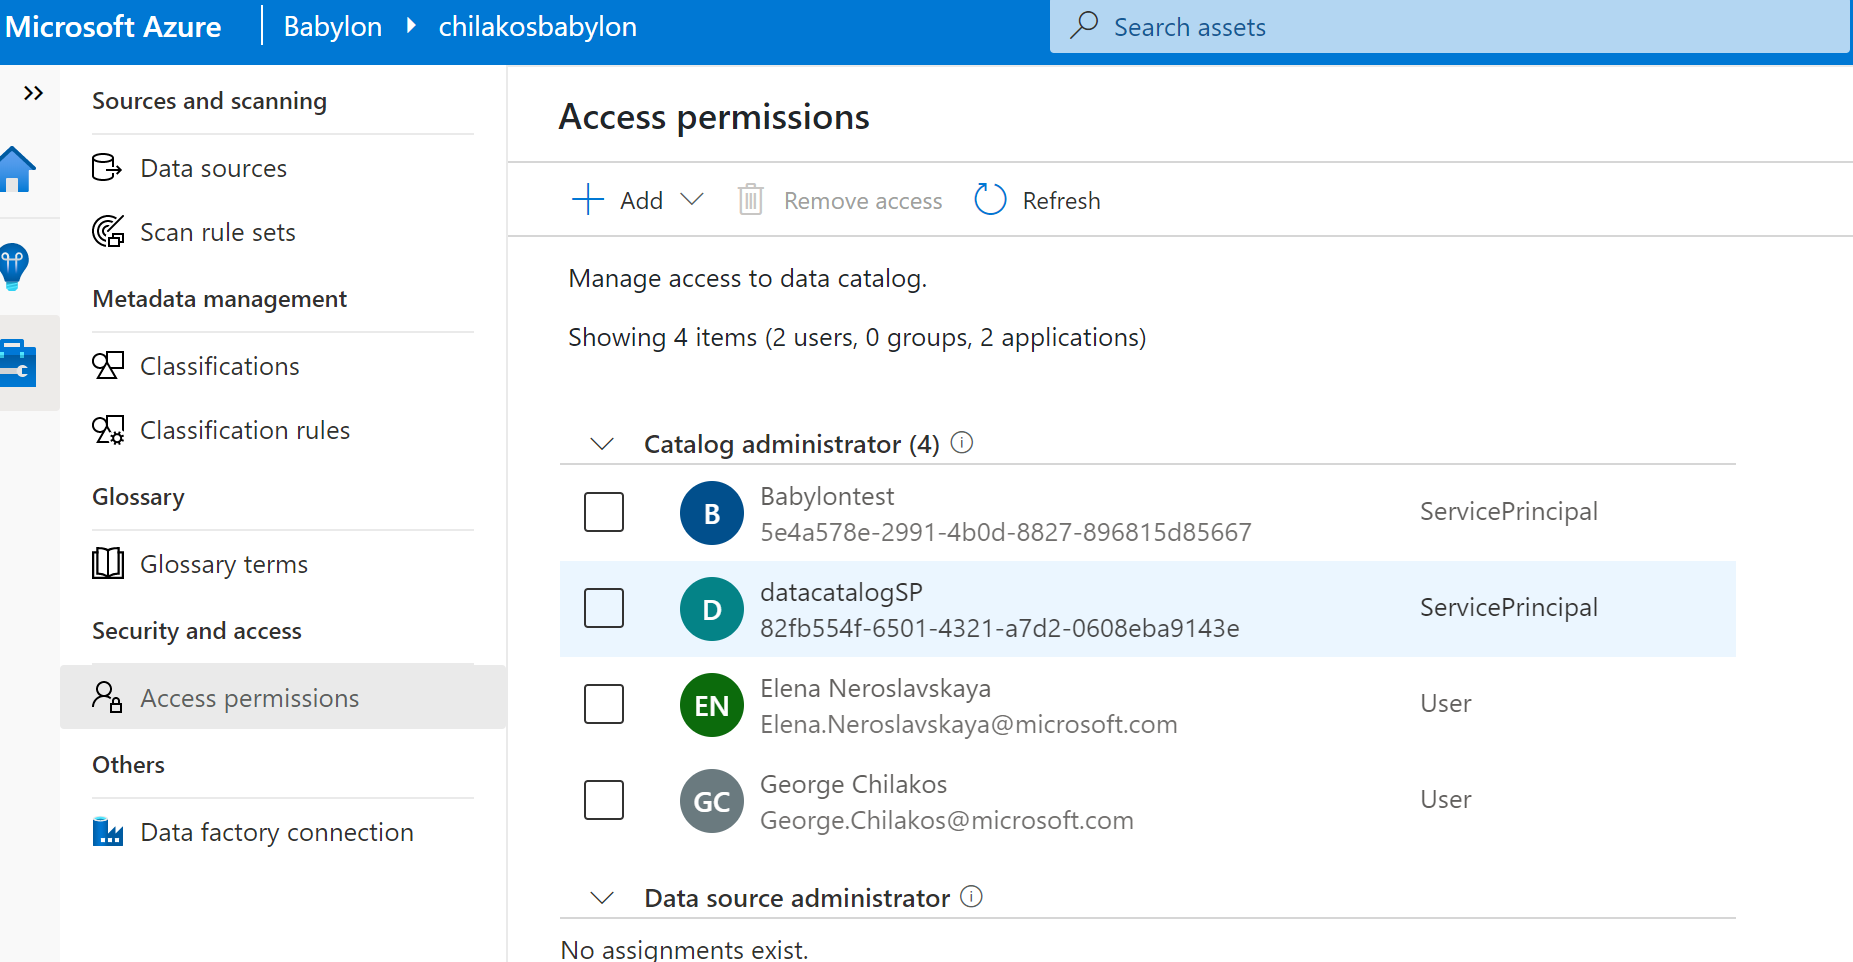 Microsoft Azure
Babylon
chilakosbabylon
Search assets
Sources and scanning
Data sources
Scan rule sets
Metadata management
Classifications
Classification rules
Glossary
Glossary terms
Security and access
Access permissions
Others
Data factory connection
Access permissions
Add
Remove access
Refresh
Manage access to data catalog.
Showing 4 items (2 users, 0 groups, 2 applications)
Catalog administrator (4)
B
Babylontest
5e4a578e-2991-4b0d-8827-896815d85667
ServicePrincipal
D
datacatalogSP
82fb554f-6501-4321-a7d2-0608eba9143e
ServicePrincipal
EN
Elena Neroslavskaya
Elena.Neroslavskaya@microsoft.com
User
GC
George Chilakos
George.Chilakos@microsoft.com
User
Data source administrator
No assignments exist.